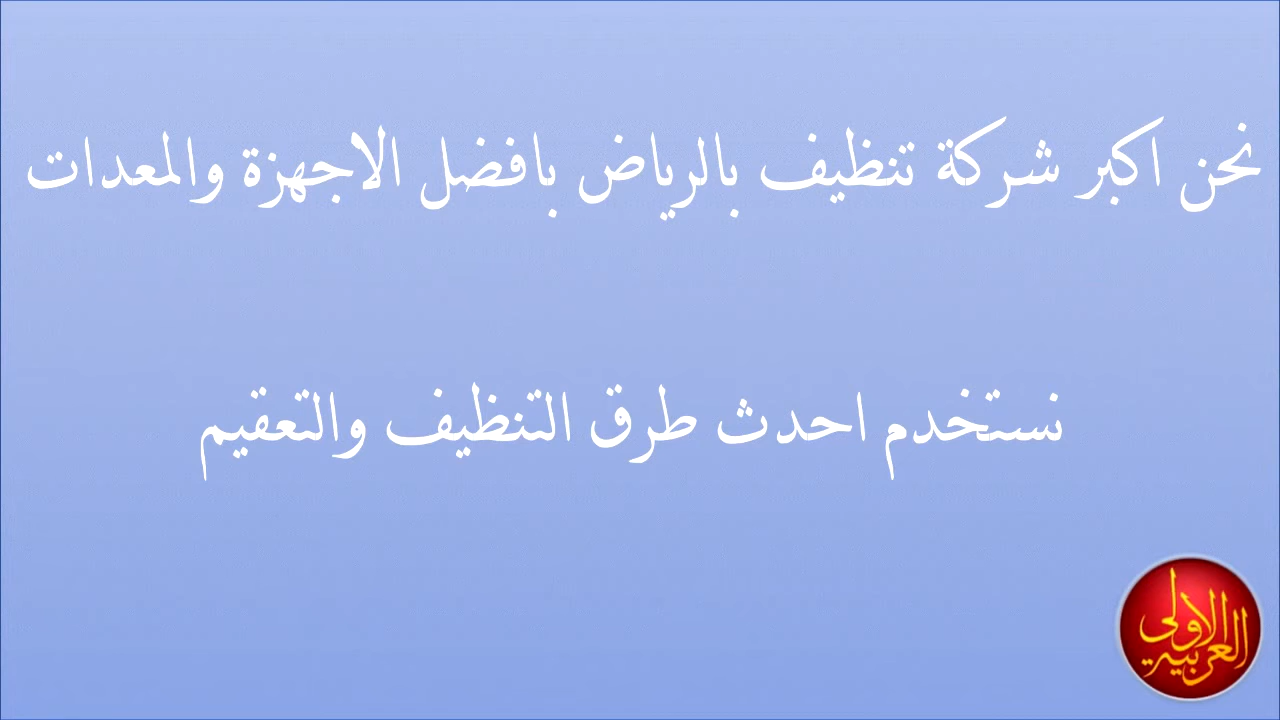 نحن اكبر شركة تنظيف بالرياض بافضل الاجهزة والمعدات
نستخدم احدث طرق التنظيف والتعقيم
الاولى
العربية